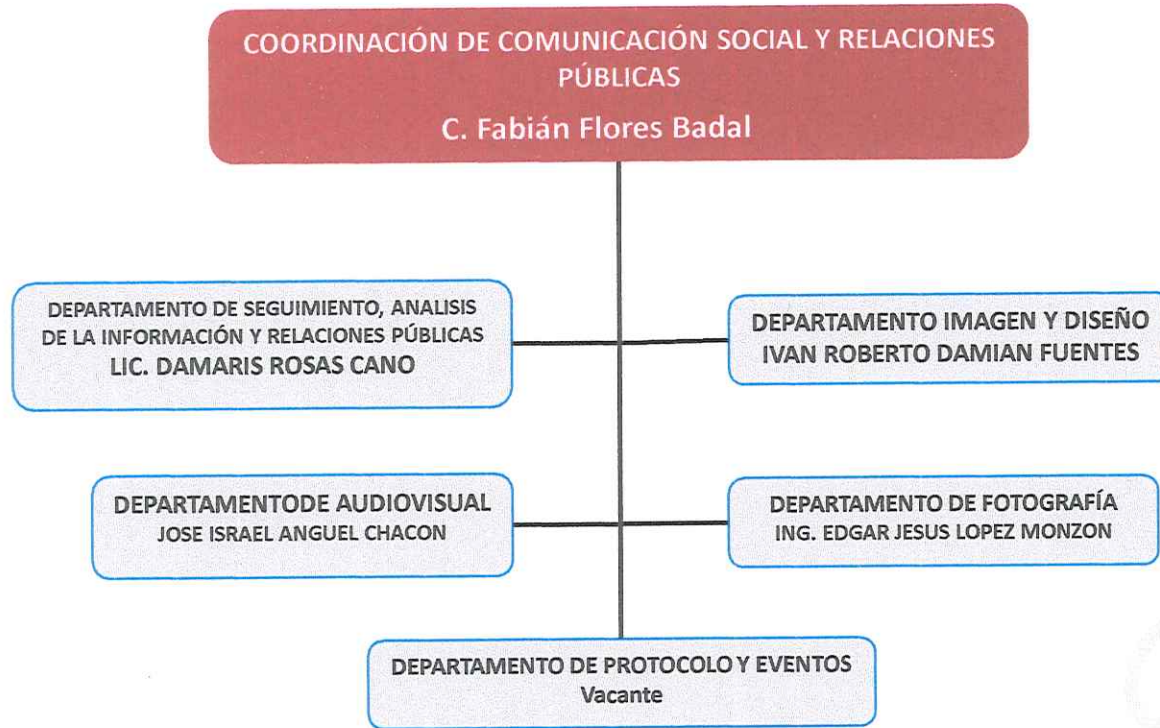 COORDINACIÓN DE COMUNICACIÓN SOCIAL Y RELACIONES
PÚBLICAS
C. Fabián Flores Badal
DEPARTAMENTO DE SEGUIMIENTO, ANALISIS
DE LA INFORMACIÓN Y RELACIONES PÚBLICAS
LIC. DAMARIS ROSAS CANO
DEPARTAMENTO IMAGEN Y DISEÑO
IVAN ROBERTO DAMIAN FUENTES
DEPARTAMENTODE AUDIOVISUAL
JOSE ISRAEL ANGUEL CHACON
DEPARTAMENTO DE FOTOGRAFÍA
ING. EDGAR JESUS LOPEZ MONZON
DEPARTAMENTO DE PROTOCOLO Y EVENTOS
Vacante